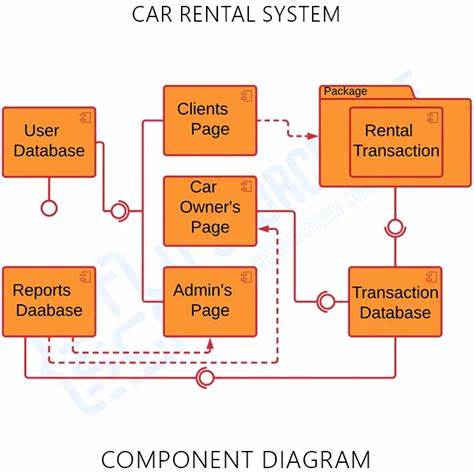 CAR RENTAL SYSTEM
Package
Clients
Page
User
Database
Rental
Transaction
Car
Owner's
Page
Reports
Daabase
Admin's
Page
Transaction
Database
COMPONENT DIAGRAM